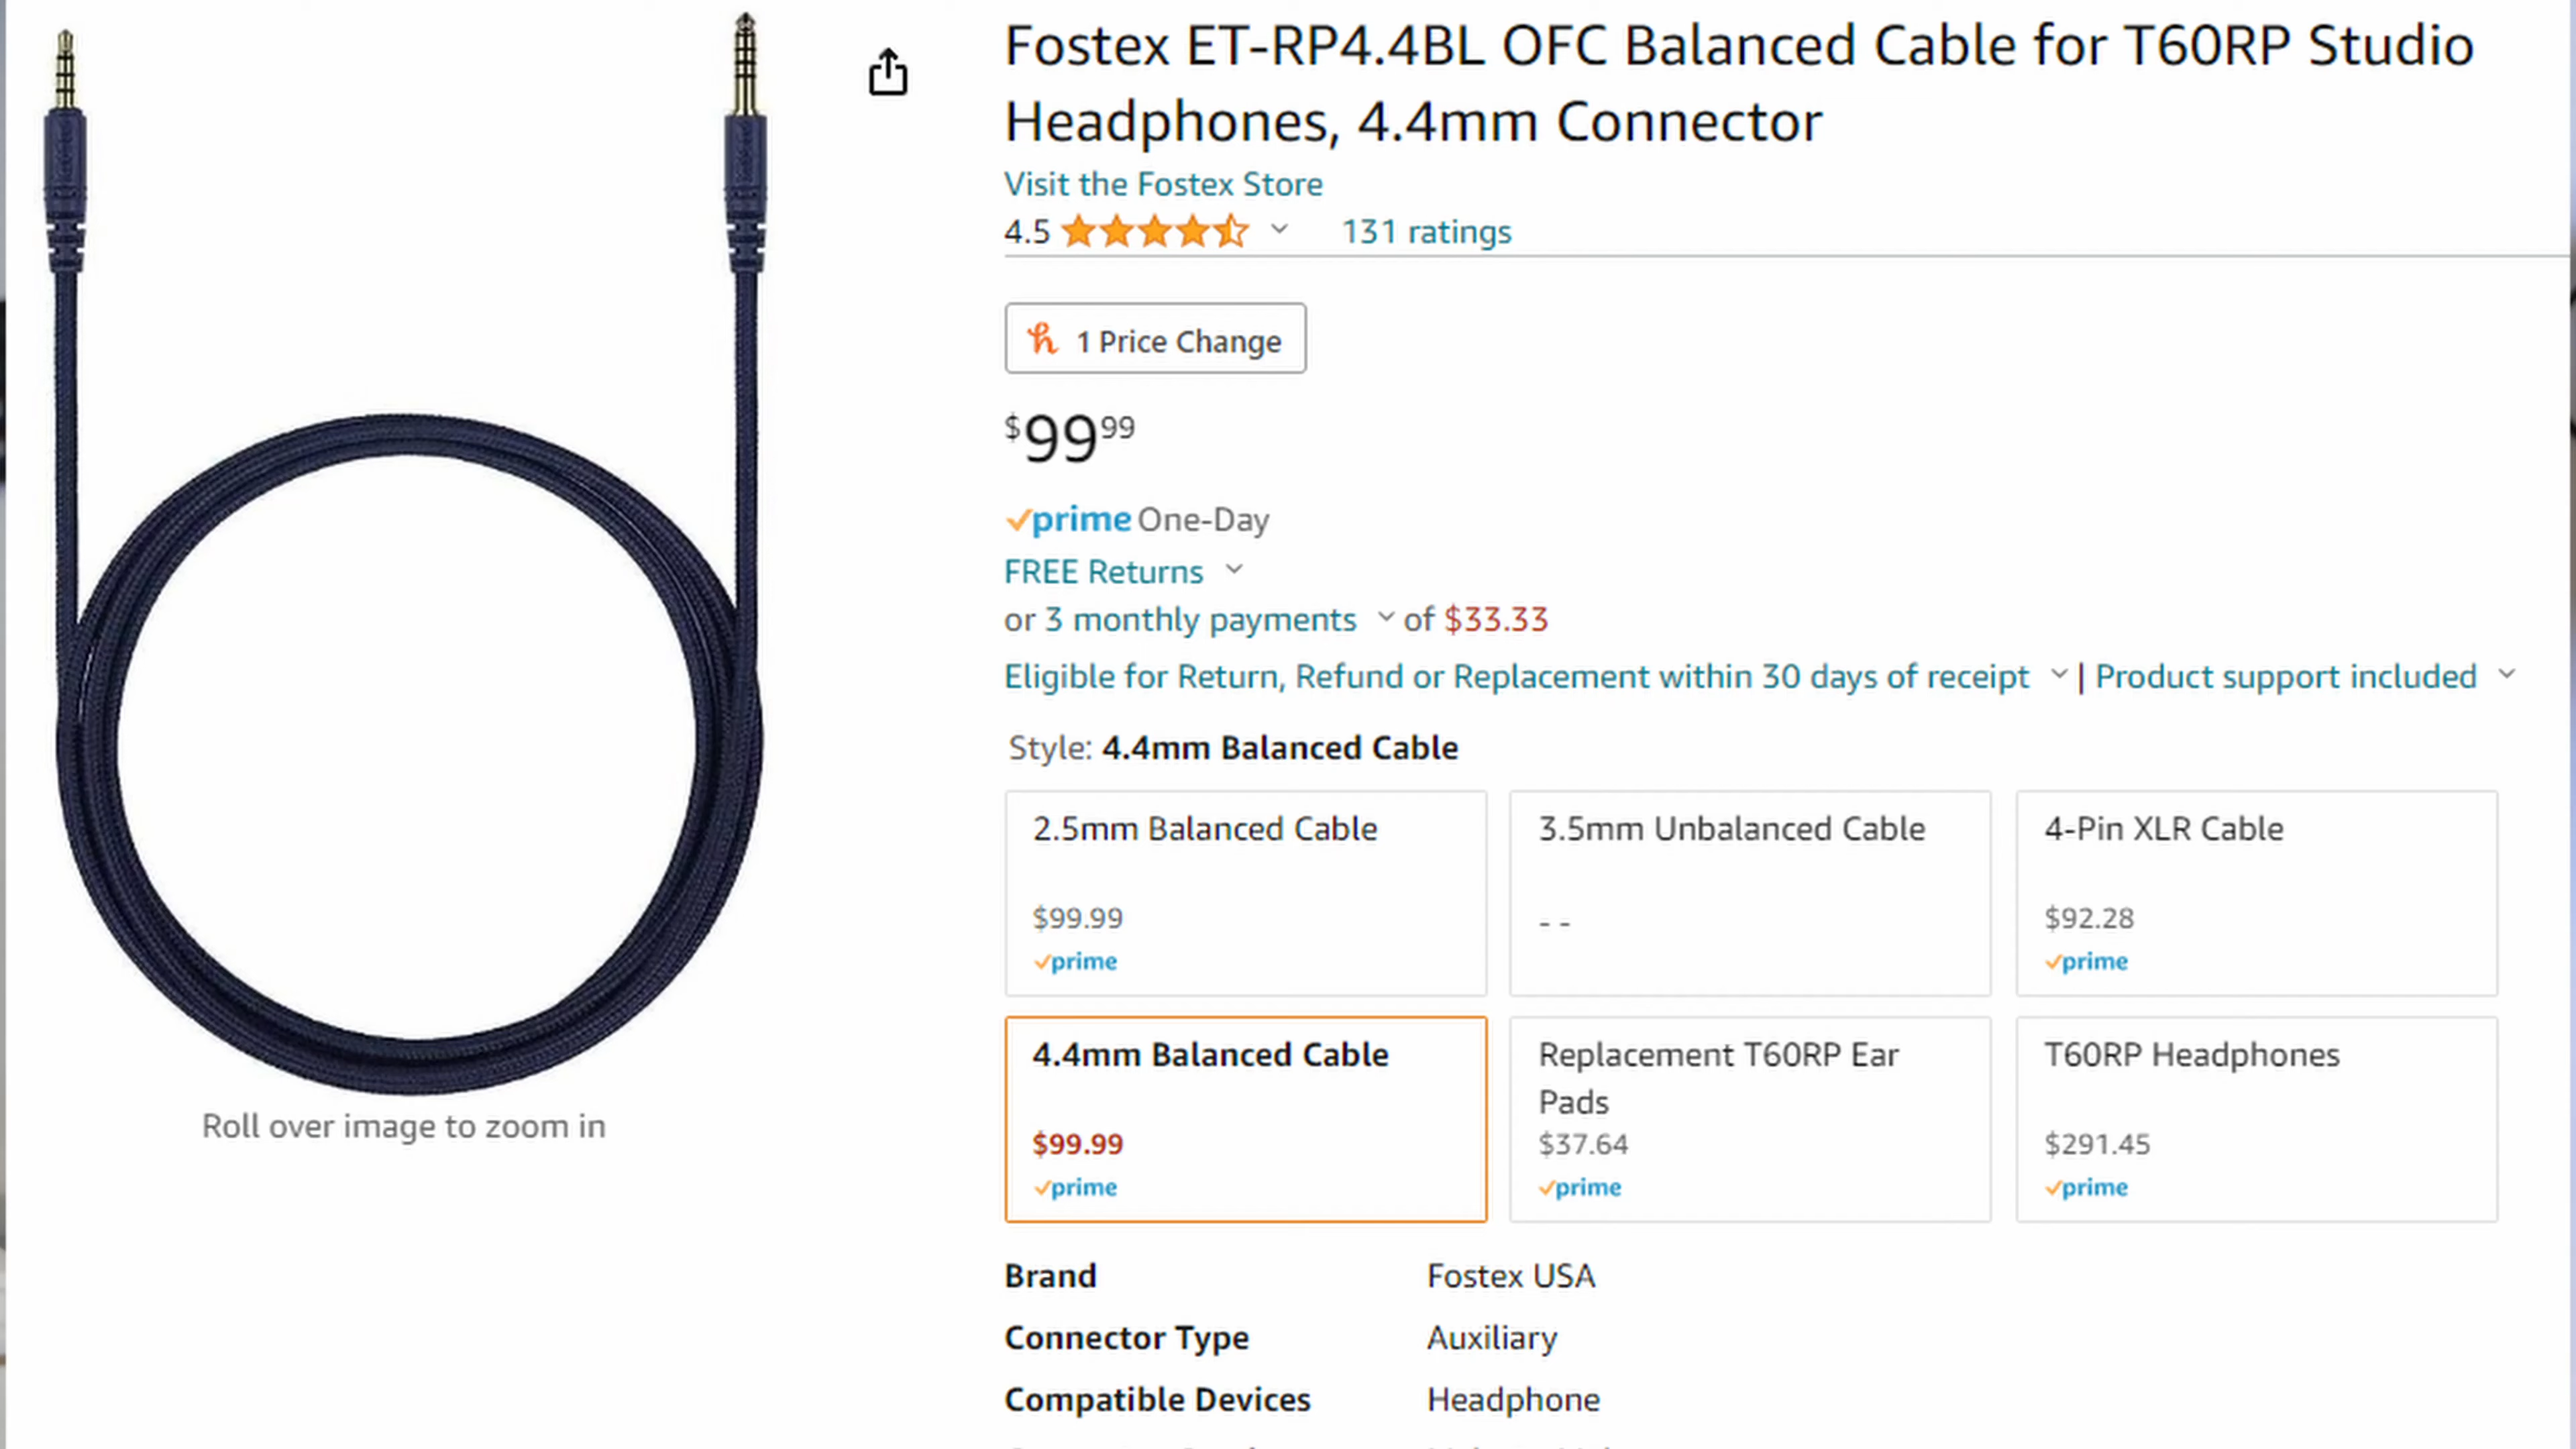 Fostex ET-RP4.4BL OFC Balanced Cable for T60RP Studio
Headphones, 4.4mm Connector
Visit the Fostex Store
4.5 131 ratings
1 Price Change
$99 99
prime One-Day
FREE Returns
or 3 monthly payments of $33.33
Eligible for Return, Refund or Replacement within 30 days of receipt | Product support included
Style: 4.4mm Balanced Cable
2.5mm Balanced Cable
$99.99
prime
3.5mm Unbalanced Cable
- -
4-Pin XLR Cable
$92.28
prime
4.4mm Balanced Cable
$99.99
prime
Replacement T60RP Ear
Pads
$37.64
prime
T60RP Headphones
$291.45
prime
Roll over image to zoom in
Brand Fostex USA
Connector Type Auxiliary
Compatible Devices Headphone